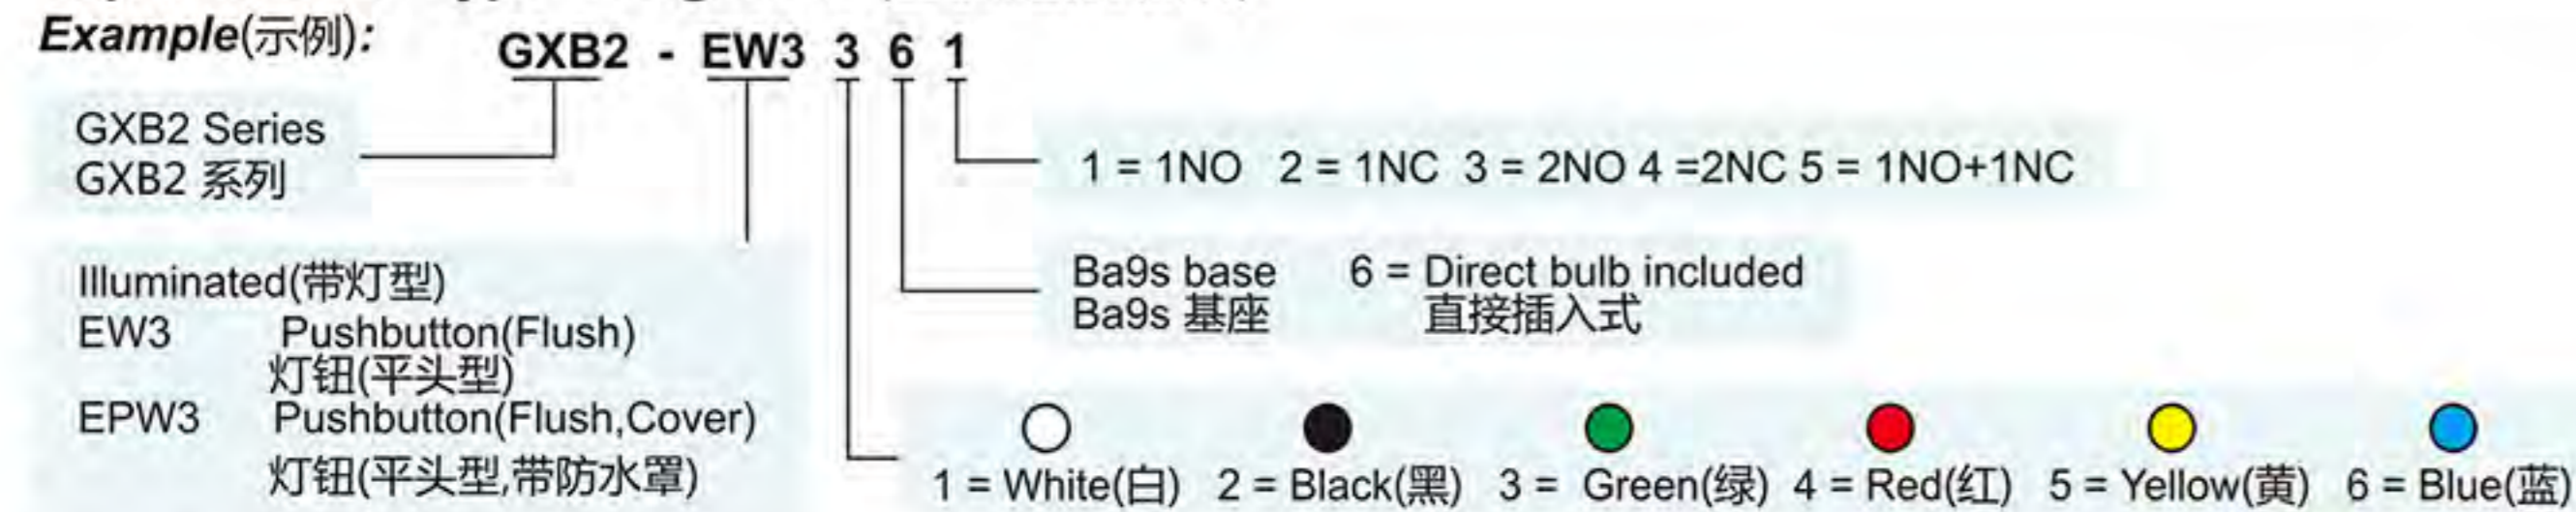 Example(示例):
GXB2 - EW3 3 6 1
GXB2 Series
GXB2 系列
1 = 1NO 2 = 1NC 3 = 2NO 4 =2NC 5 = 1NO+1NC
Ba9s base 6 = Direct bulb included
Ba9s 基座 直接插入式
Illuminated(带灯型)
EW3 Pushbutton(Flush)
灯钮(平头型)
EPW3 Pushbutton(Flush,Cover)
灯钮(平头型,带防水罩)
1 = White(白) 2 = Black(黑) 3 = Green(绿) 4 = Red(红) 5 = Yellow(黄) 6 = Blue(蓝)